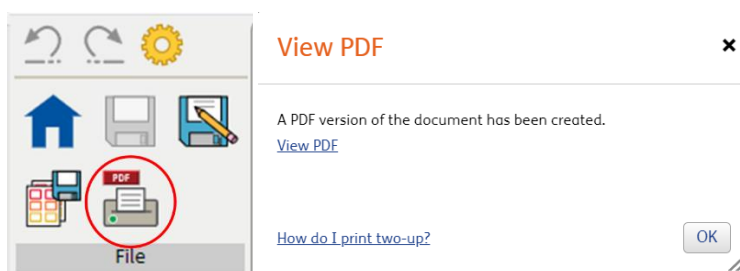 PDF
File
View PDF
A PDF version of the document has been created.
View PDF
How do I print two-up?
OK